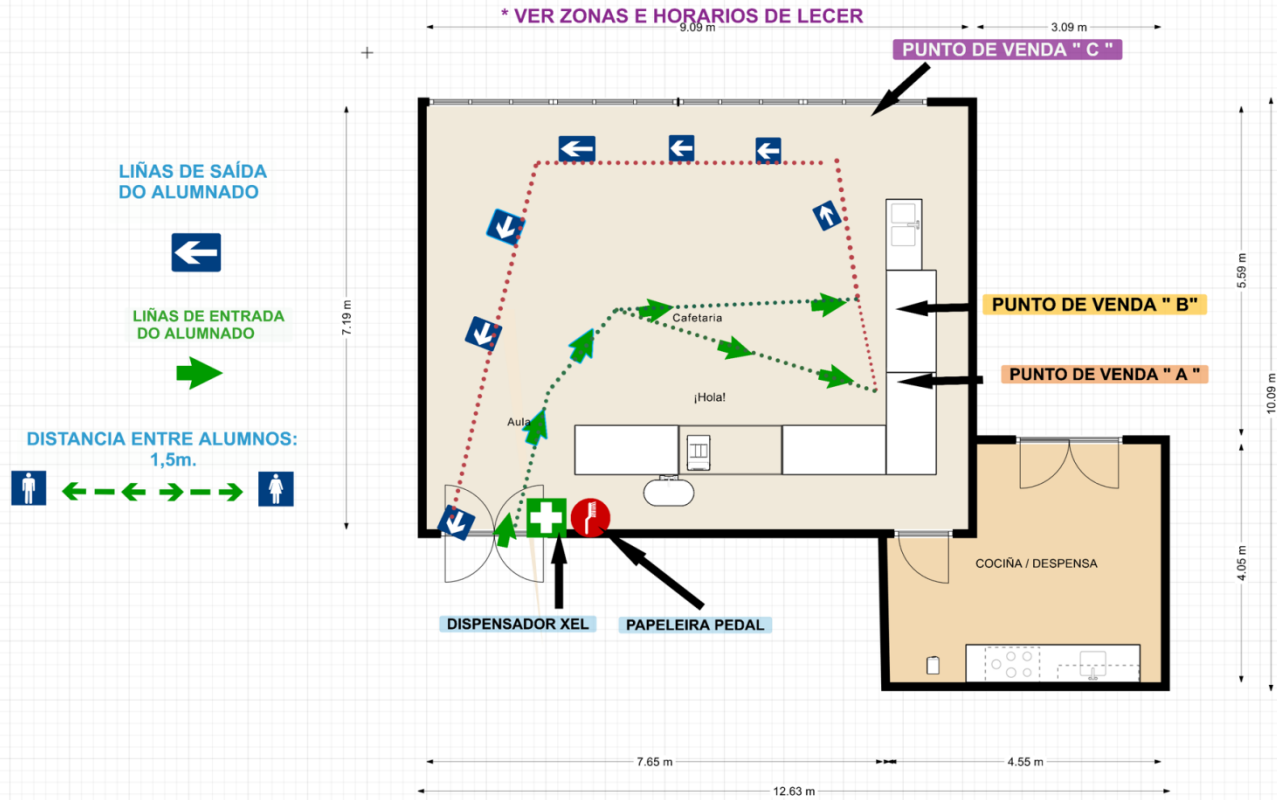 * VER ZONAS E HORARIOS DE LECER
9.09 m
3.09 m
PUNTO DE VENDA " C "
LIÑAS DE SAÍDA
DO ALUMNADO
5.59 m
7.19 m
LIÑAS DE ENTRADA
DO ALUMNADO
Cafetaria
PUNTO DE VENDA " B"
PUNTO DE VENDA " A "
10.09 m
¡Hola!
Aula
DISTANCIA ENTRE ALUMNOS:
1,5m.
COCIÑA / DESPENSA
4.05 m
DISPENSADOR XEL
PAPELEIRA PEDAL
7.65 m
4.55 m
12.63 m